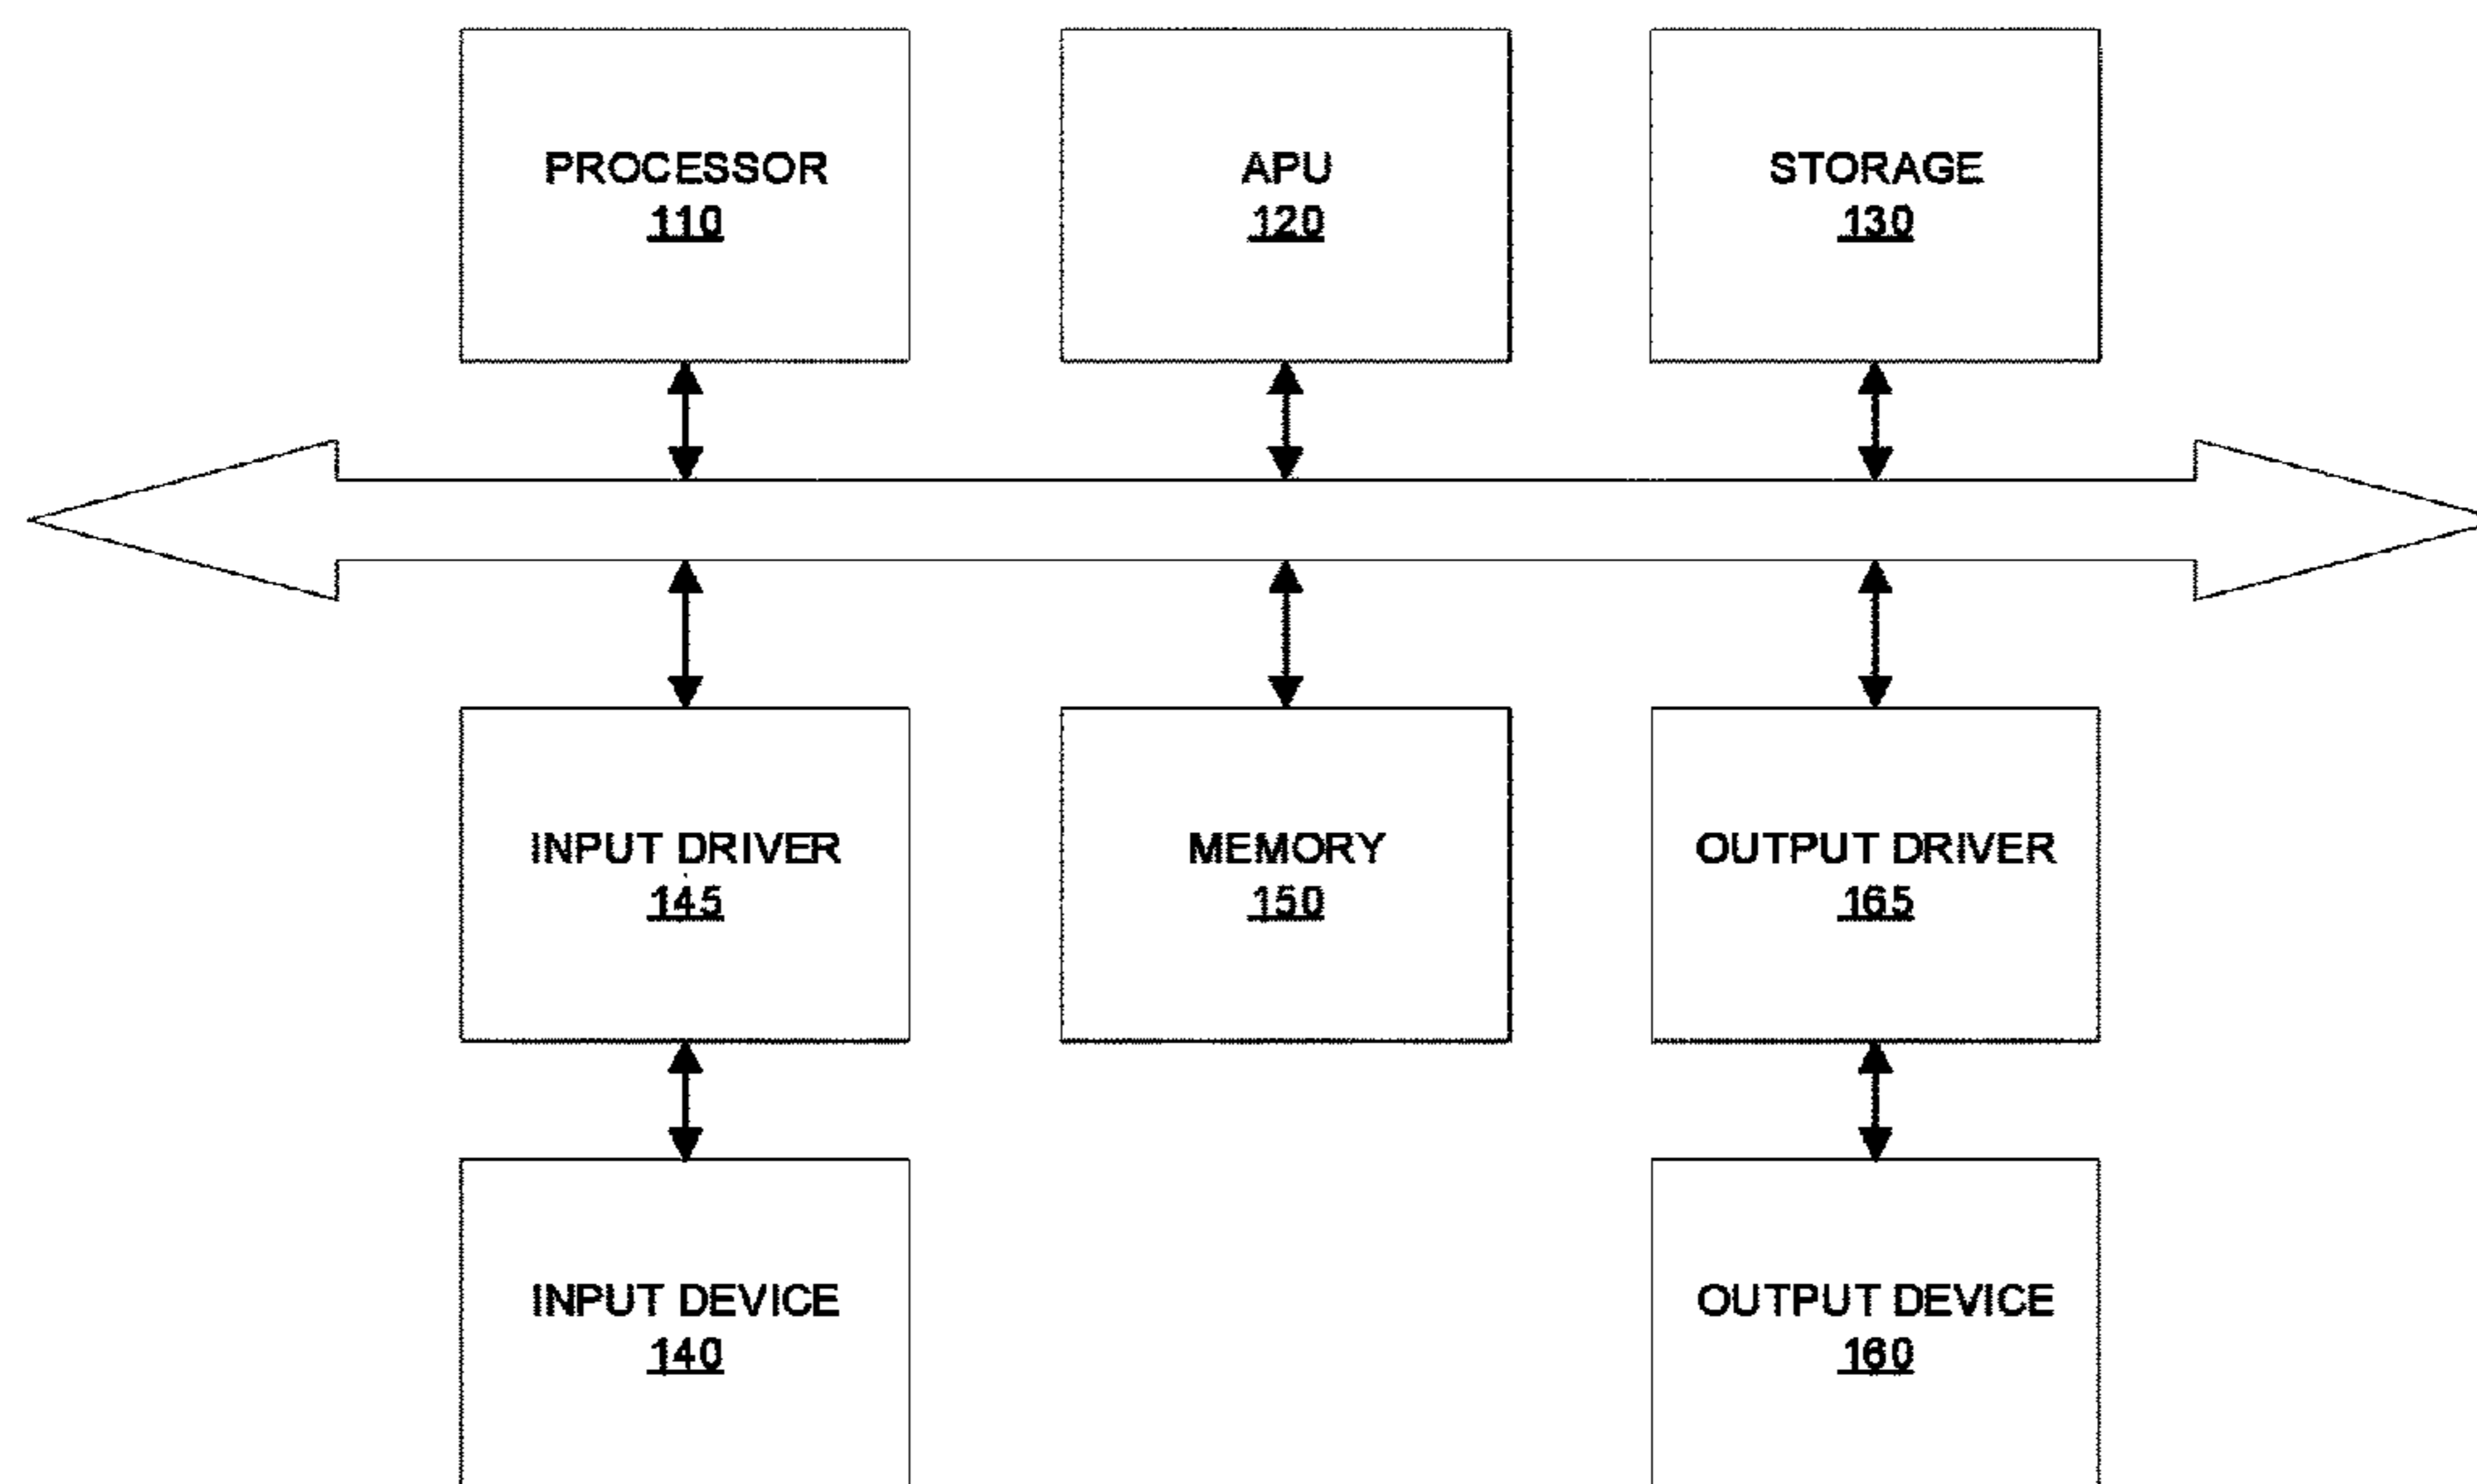 PROCESSOR
110
APU
120
STORAGE
130
INPUT DRIVER
145
MEMORY
150
OUTPUT DRIVER
165
INPUT DEVICE
140
OUTPUT DEVICE
160